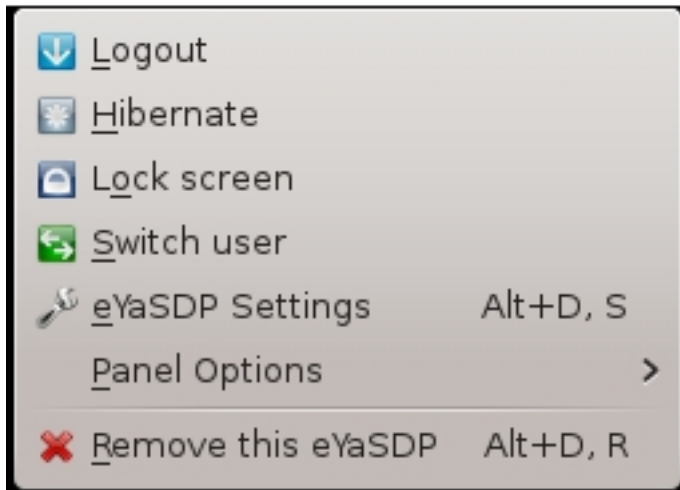 Logout
Hibernate
Lock screen
Switch user
eYaSDP Settings Alt+D, S
Panel Options
Remove this eYaSDP Alt+D, R